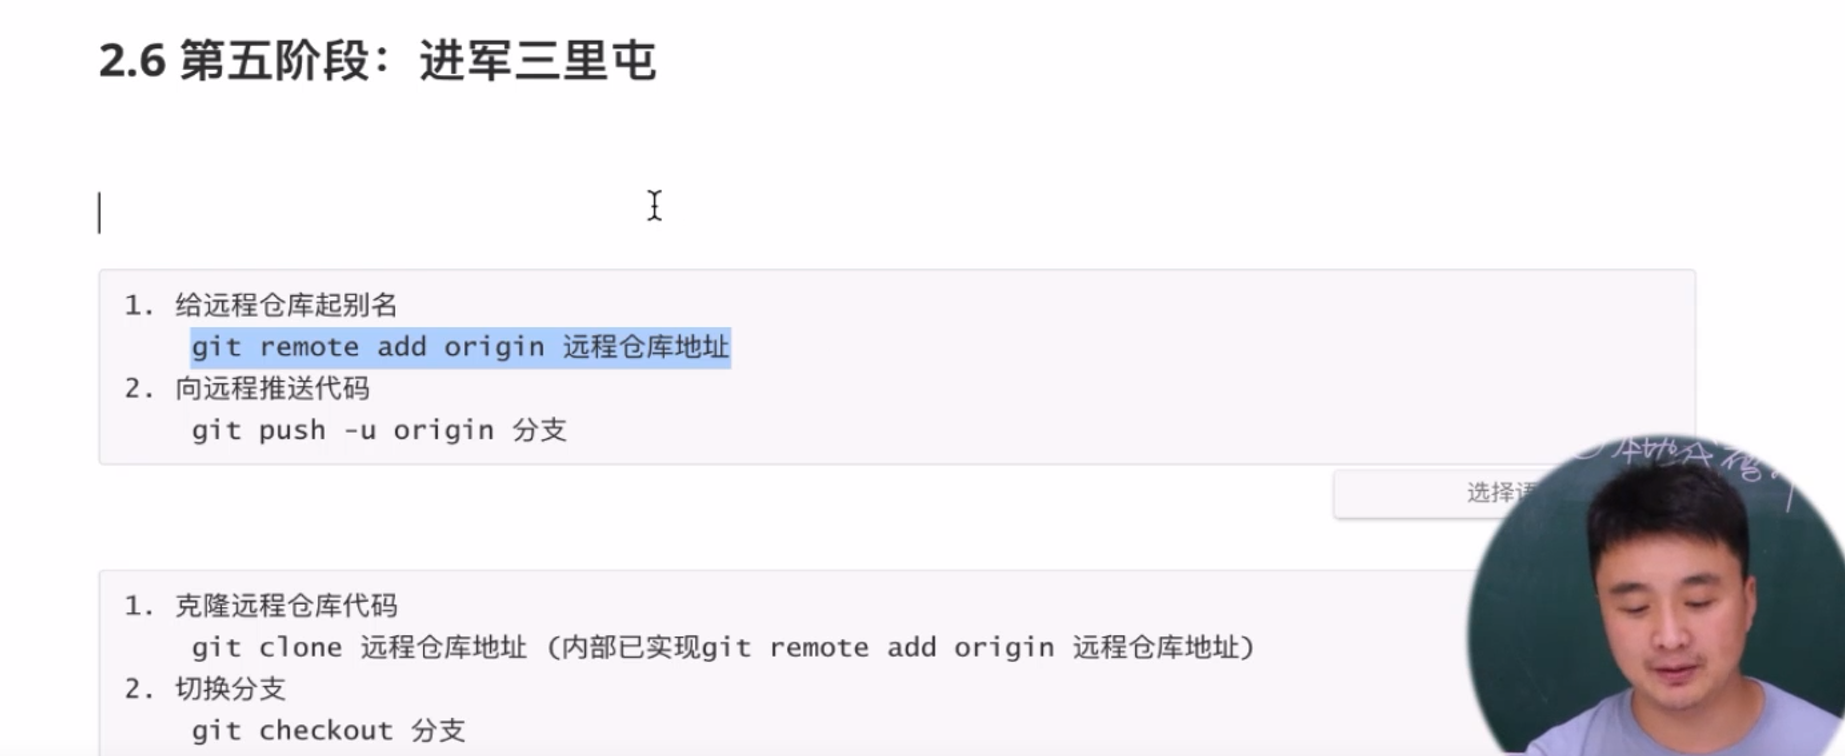 2.6 第五阶段：进军三里屯
1. 给远程仓库起别名
git remote add origin 远程仓库地址
2. 向远程推送代码
git push -u origin 分支
选择语
1. 克隆远程仓库代码
git clone 远程仓库地址 (内部已实现git remote add origin 远程仓库地址)
2. 切换分支
git checkout 分支